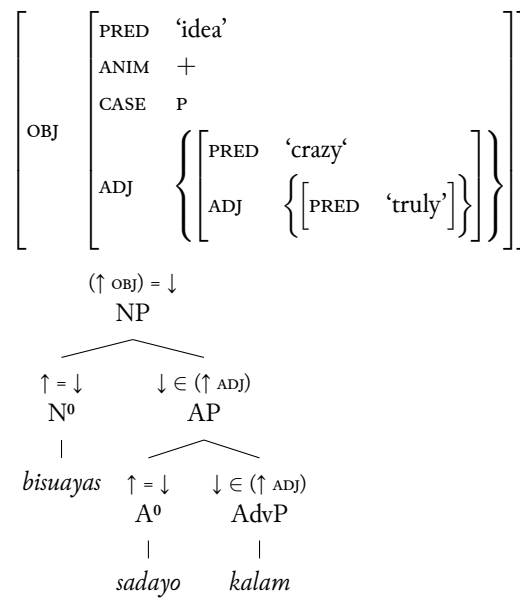 PRED ‘idea’
ANIM +
CASE P
OBJ
PRED ‘crazy‘
ADJ
ADJ PRED ‘truly’
(↑ OBJ) = ↓
NP
↑ = ↓ ↓ ∈ (↑ ADJ)
N⁰ AP
bisuayas ↑ = ↓ ↓ ∈ (↑ ADJ)
A⁰ AdvP
sadayo kalam